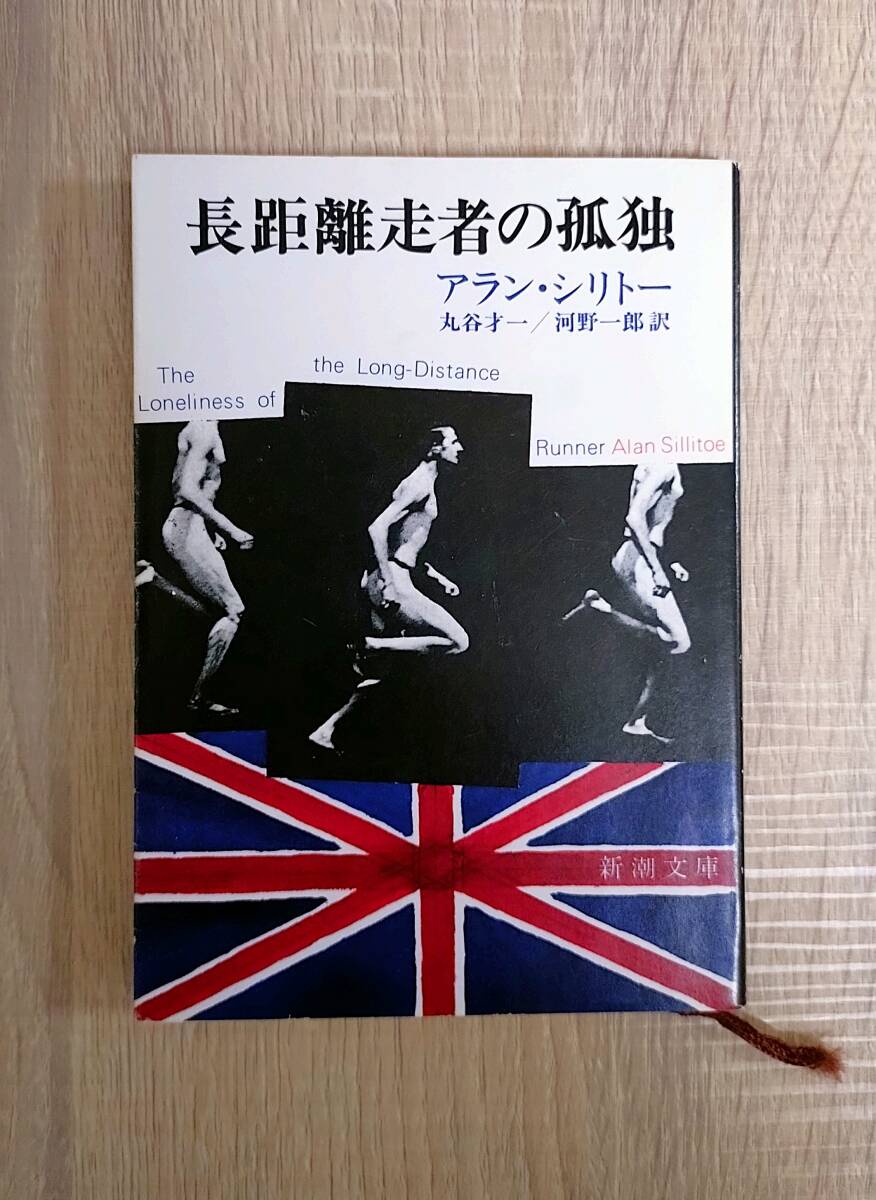 長距離走者の孤独
アラン・シリトー
丸谷才一／河野一郎訳
The
Loneliness of
the Long-Distance
Runner Alan Sillitoe
新潮文庫